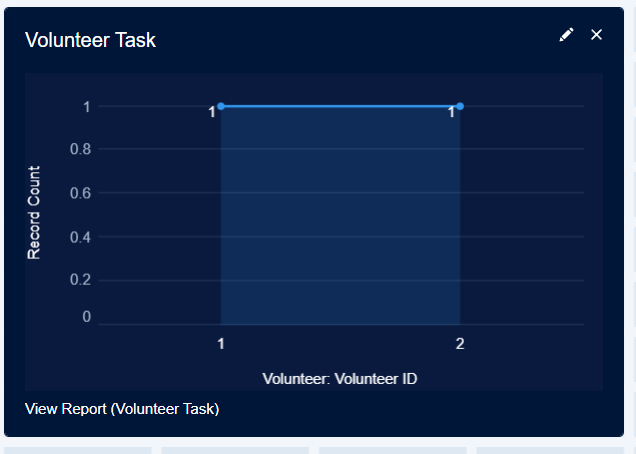 Volunteer Task
1
0.8
0.6
0.4
0.2
0
Record Count
1
1
1
2
Volunteer: Volunteer ID
View Report (Volunteer Task)